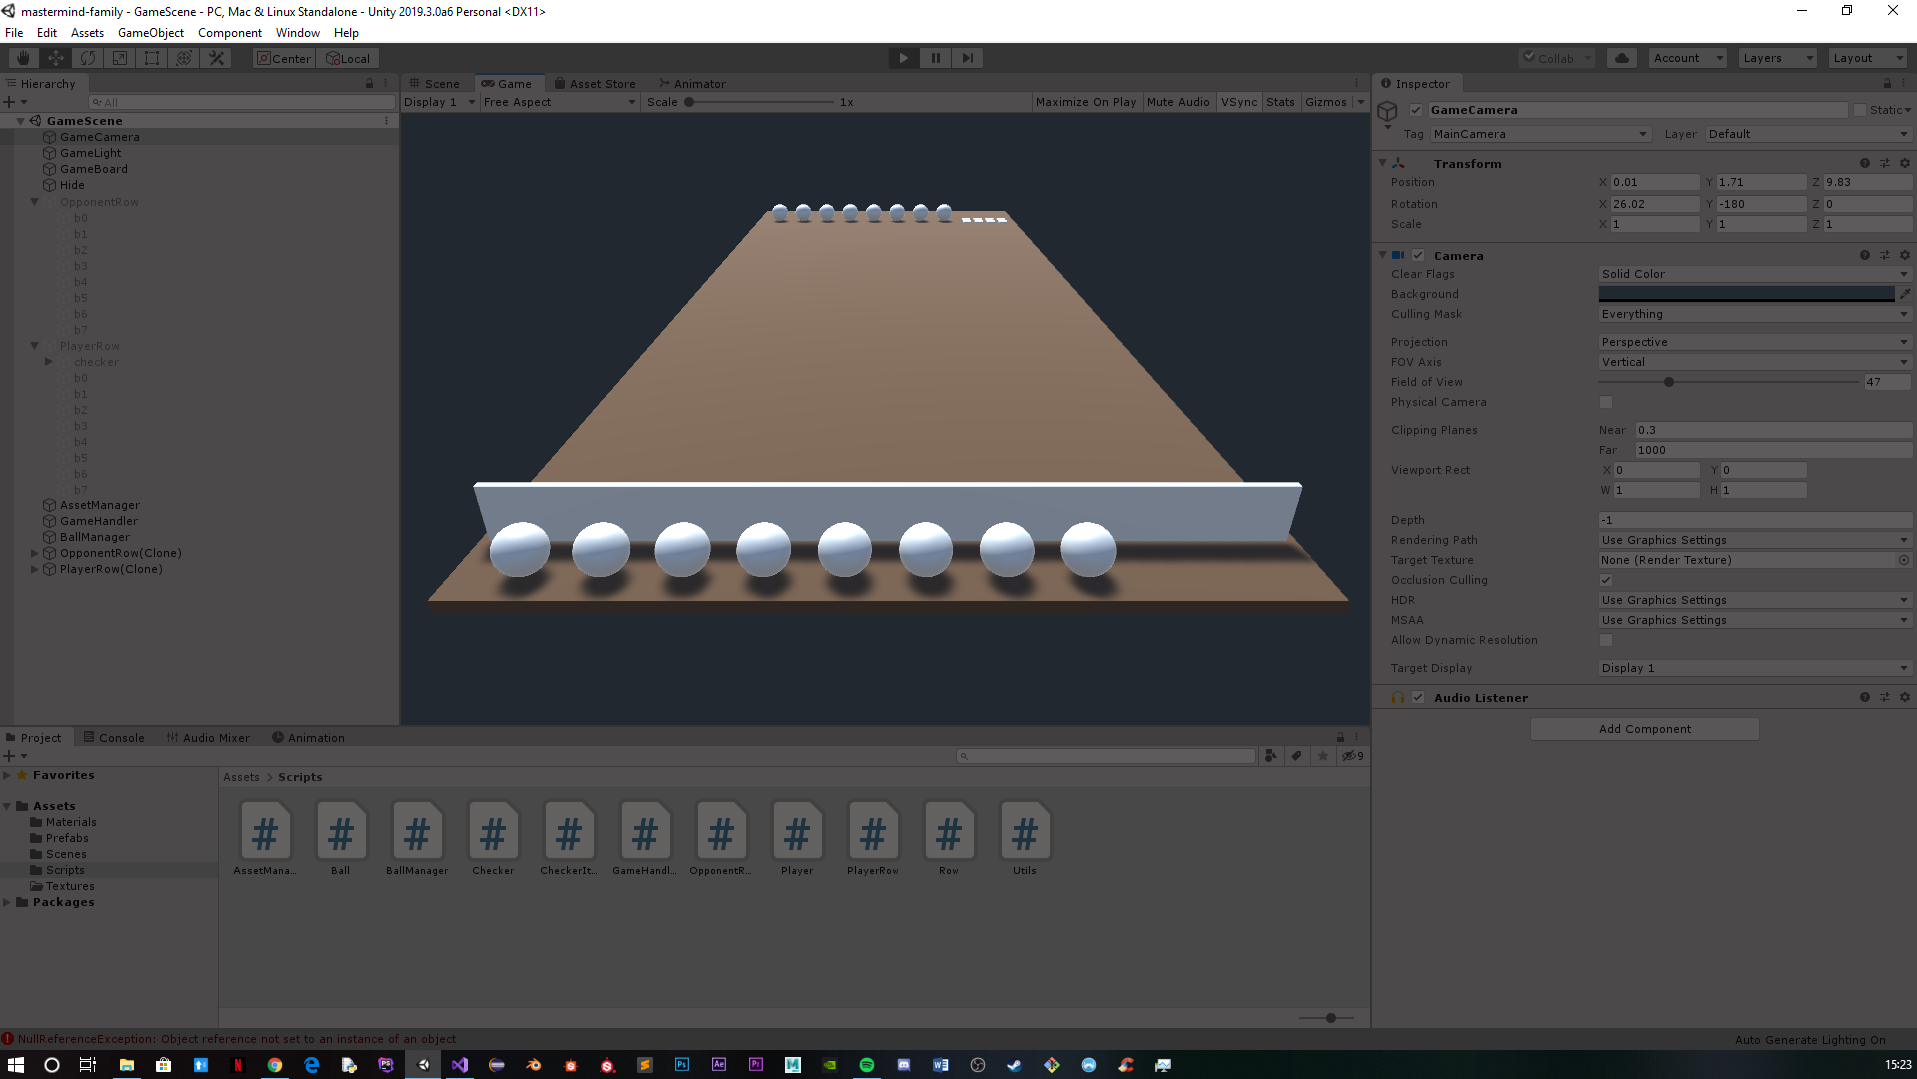 mastermind-family - GameScene - PC, Mac & Linux Standalone - Unity 2019.3.0a6 Personal <DX11>
File Edit Assets GameObject Component Window Help
Center Local Collab Account Layers Layout
Hierarchy
All
GameScene
GameCamera
GameLight
GameBoard
Hide
OpponentRow
b0
b1
b2
b3
b4
b5
b6
b7
PlayerRow
checker
b0
b1
b2
b3
b4
b5
b6
b7
AssetManager
GameHandler
BallManager
OpponentRow(Clone)
PlayerRow(Clone)
Scene Game Asset Store Animator
Display 1 Free Aspect Scale 1x Maximize On Play Mute Audio VSync Stats Gizmos
Inspector
GameCamera Static
Tag MainCamera Layer Default
Transform
Position X 0.01 Y 1.71 Z 9.83
Rotation X 26.02 Y -180 Z 0
Scale X 1 Y 1 Z 1
Camera
Clear Flags Solid Color
Background
Culling Mask Everything
Projection Perspective
FOV Axis Vertical
Field of View 47
Physical Camera
Clipping Planes Near 0.3
Far 1000
Viewport Rect X 0 Y 0
W 1 H 1
Depth -1
Rendering Path Use Graphics Settings
Target Texture None (Render Texture)
Occlusion Culling
HDR Use Graphics Settings
MSAA Use Graphics Settings
Allow Dynamic Resolution
Target Display Display 1
Audio Listener
Add Component
Project Console Audio Mixer Animation
9
Favorites
Assets
Materials
Prefabs
Scenes
Scripts
Textures
Packages
Assets > Scripts
AssetMana... Ball BallManager Checker CheckerIt... GameHandl... OpponentR... Player PlayerRow Row Utils
NullReferenceException: Object reference not set to an instance of an object
Auto Generate Lighting On
15:23